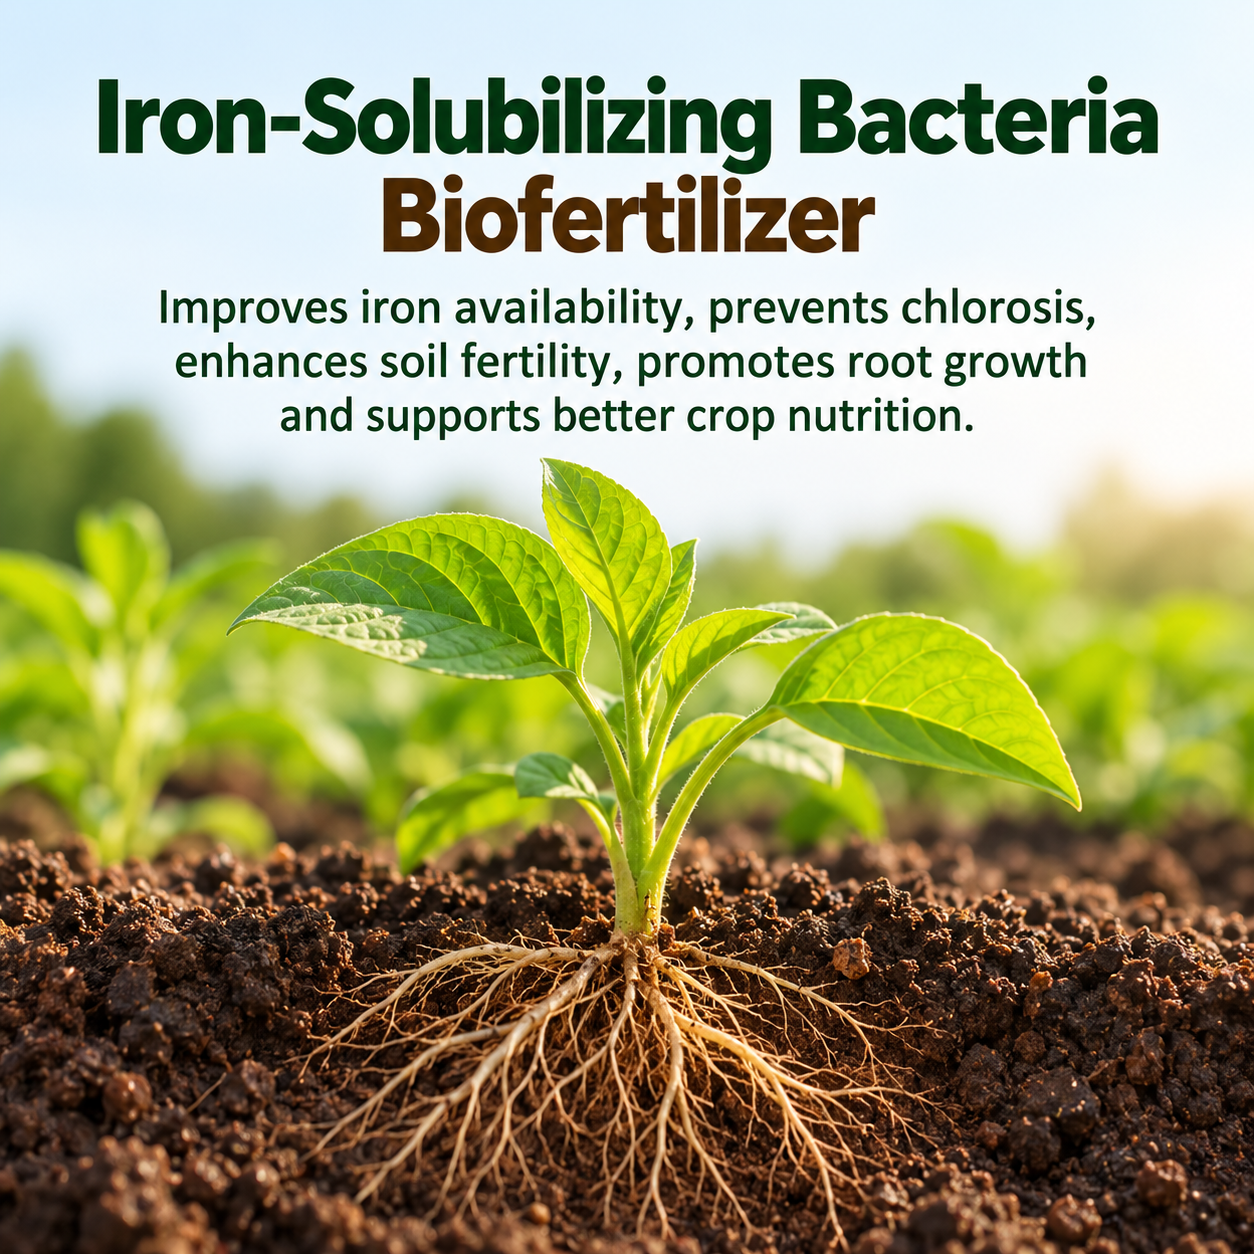 Iron-Solubilizing Bacteria
Biofertilizer
Improves iron availability, prevents chlorosis,
enhances soil fertility, promotes root growth
and supports better crop nutrition.